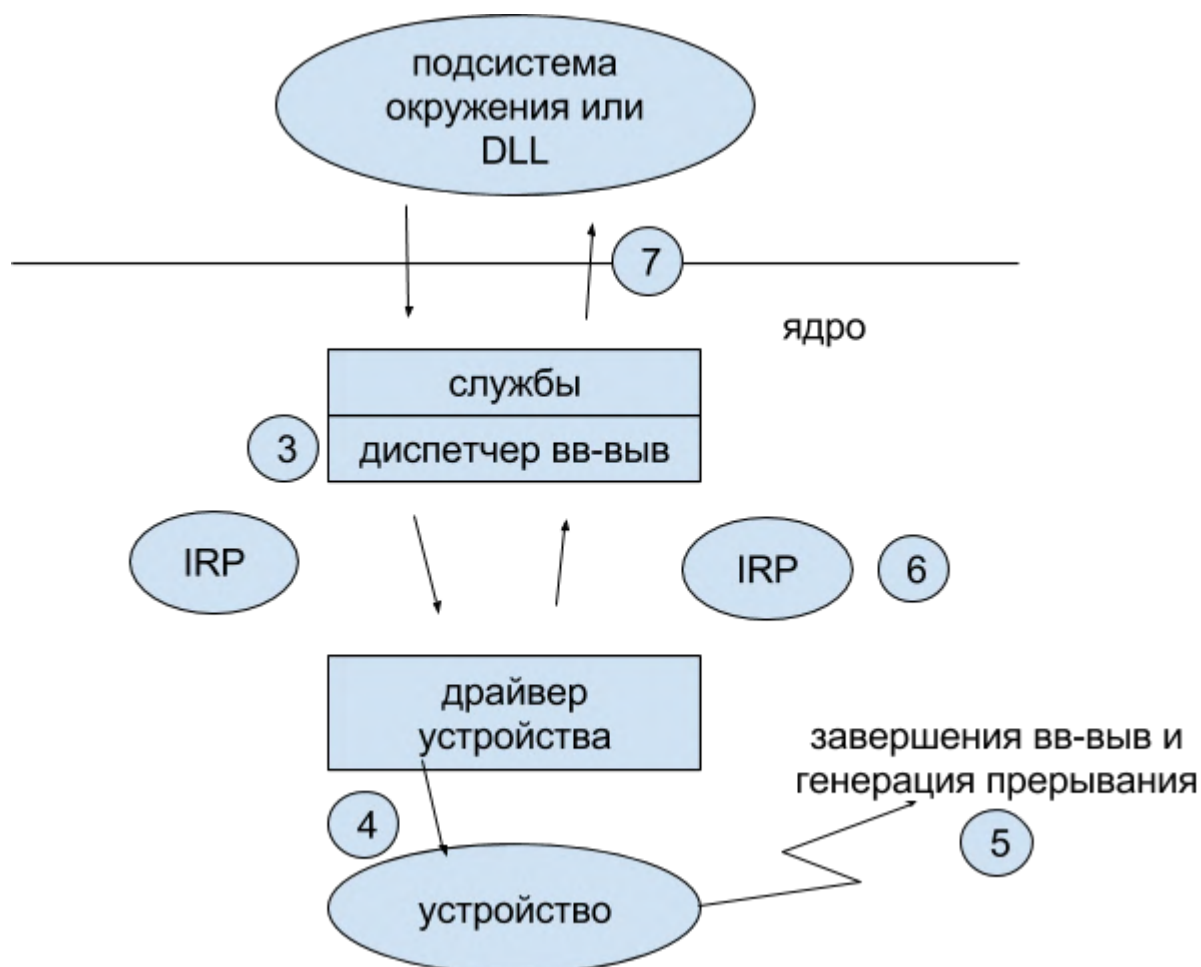 подсистема
окружения или
DLL
7
ядро
службы
3
диспетчер вв-выв
IRP
IRP
6
драйвер
устройства
завершения вв-выв и
генерация прерывания
4
5
устройство